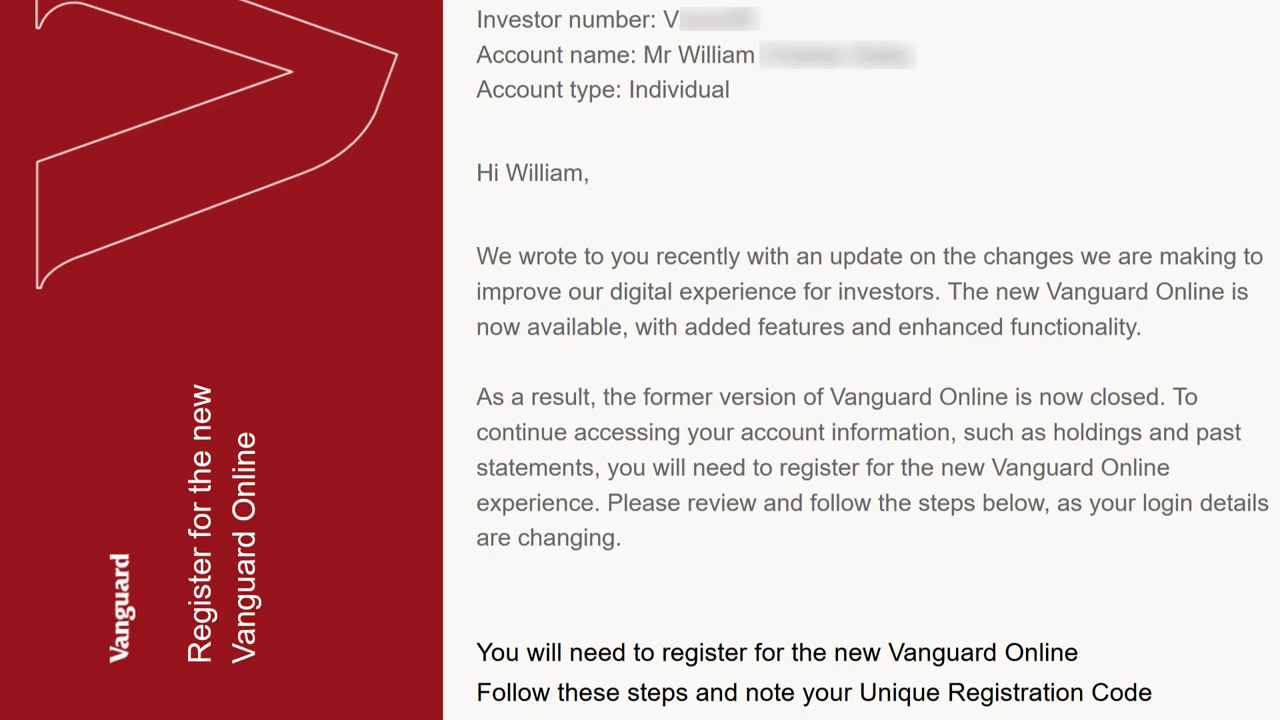 Vanguard
Register for the new
Vanguard Online
Investor number: V
Account name: Mr William
Account type: Individual
Hi William,
We wrote to you recently with an update on the changes we are making to
improve our digital experience for investors. The new Vanguard Online is
now available, with added features and enhanced functionality.
As a result, the former version of Vanguard Online is now closed. To
continue accessing your account information, such as holdings and past
statements, you will need to register for the new Vanguard Online
experience. Please review and follow the steps below, as your login details
are changing.
You will need to register for the new Vanguard Online
Follow these steps and note your Unique Registration Code